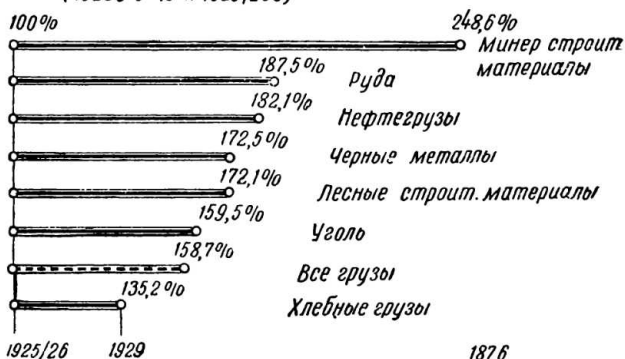 100%
248,6%
Минер строит
материалы
187,5%
Руда
182,1%
Нефтегрузы
172,5%
Черные металлы
172,1%
Лесные строит. материалы
159,5%
Уголь
158,7%
Все грузы
135,2%
Хлебные грузы
1925/26 1929 1876